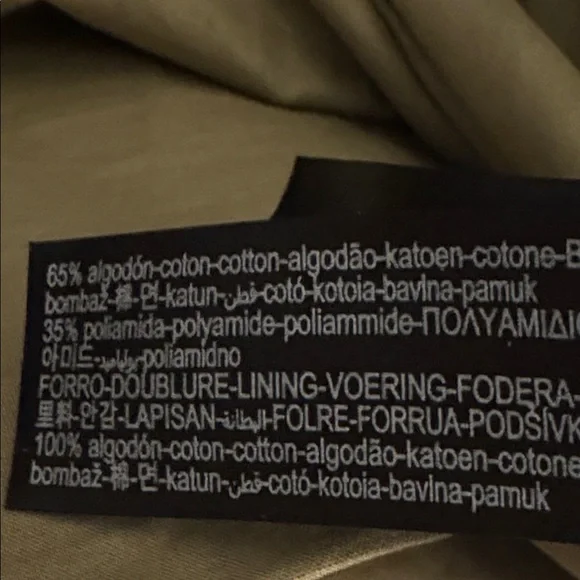 65% algodón-coton-cotton-algodão-katoen-cotone-B
bombaž-棉-면-katun-قطن-cotó-kotoia-bavlna-pamuk
35% poliamida-polyamide-poliammide-ΠΟΛΥΑΜΙΔΙ
아미드-بولياميد-poliamidno
FORRO-DOUBLURE-LINING-VOERING-FODERA-
里料-안감-LAPISAN-البطانة-FOLRE-FORRUA-PODŠÍVK
100% algodón-coton-cotton-algodão-katoen-cotone
bombaž-棉-면-katun-قطن-cotó-kotoia-bavlna-pamuk